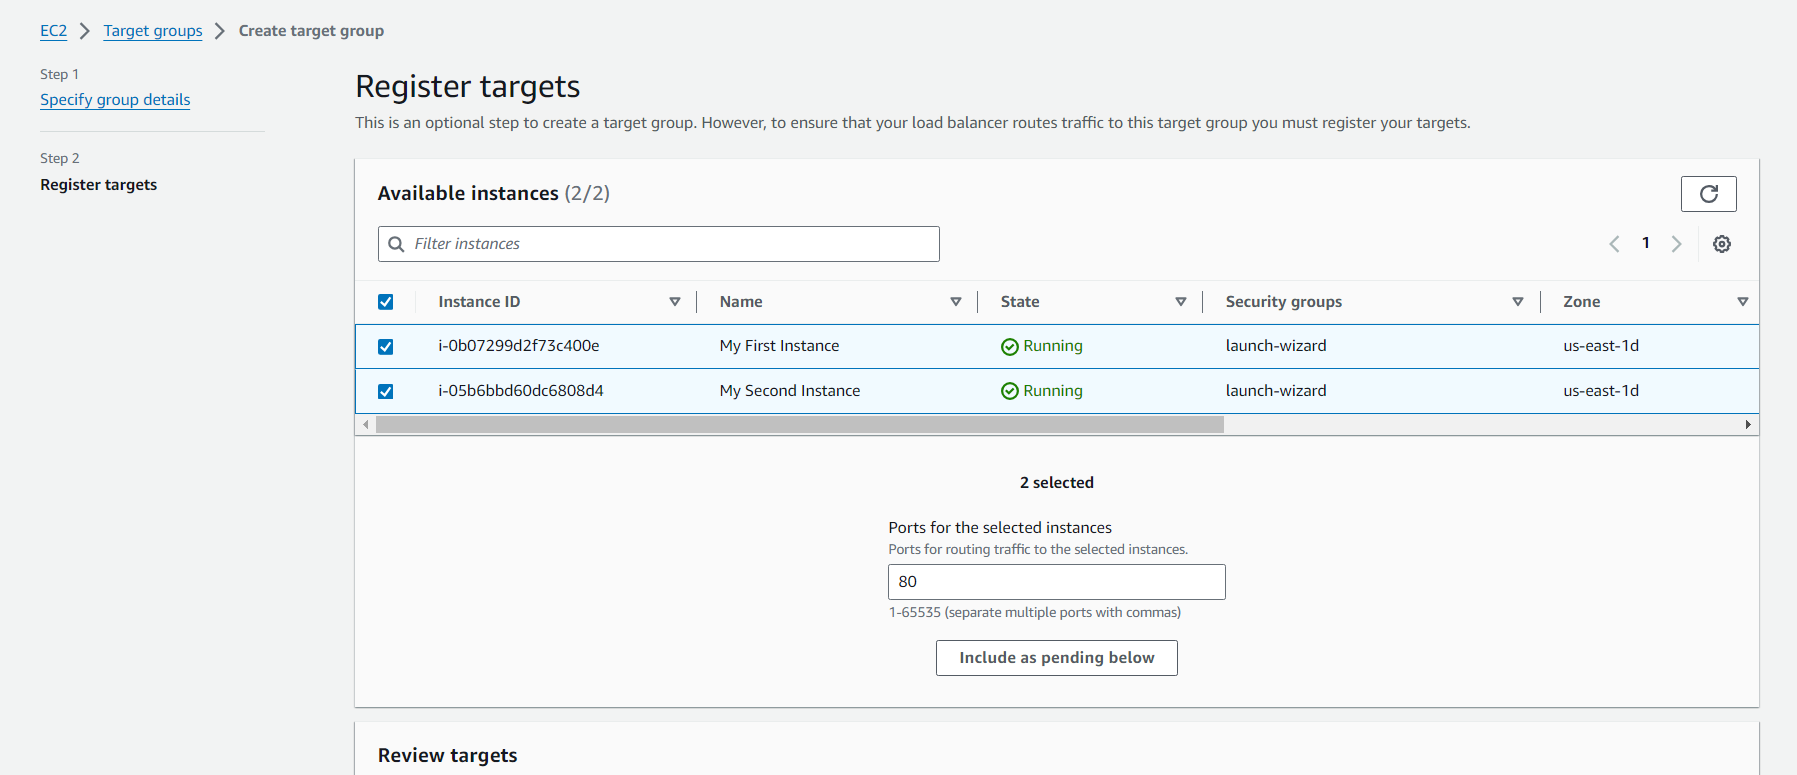 EC2 > Target groups > Create target group
Step 1
Specify group details
Step 2
Register targets
Register targets
This is an optional step to create a target group. However, to ensure that your load balancer routes traffic to this target group you must register your targets.
Available instances (2/2)
Filter instances
1
Instance ID Name State Security groups Zone
i-0b07299d2f73c400e My First Instance Running launch-wizard us-east-1d
i-05b6bbd60dc6808d4 My Second Instance Running launch-wizard us-east-1d
2 selected
Ports for the selected instances
Ports for routing traffic to the selected instances.
80
1-65535 (separate multiple ports with commas)
Include as pending below
Review targets